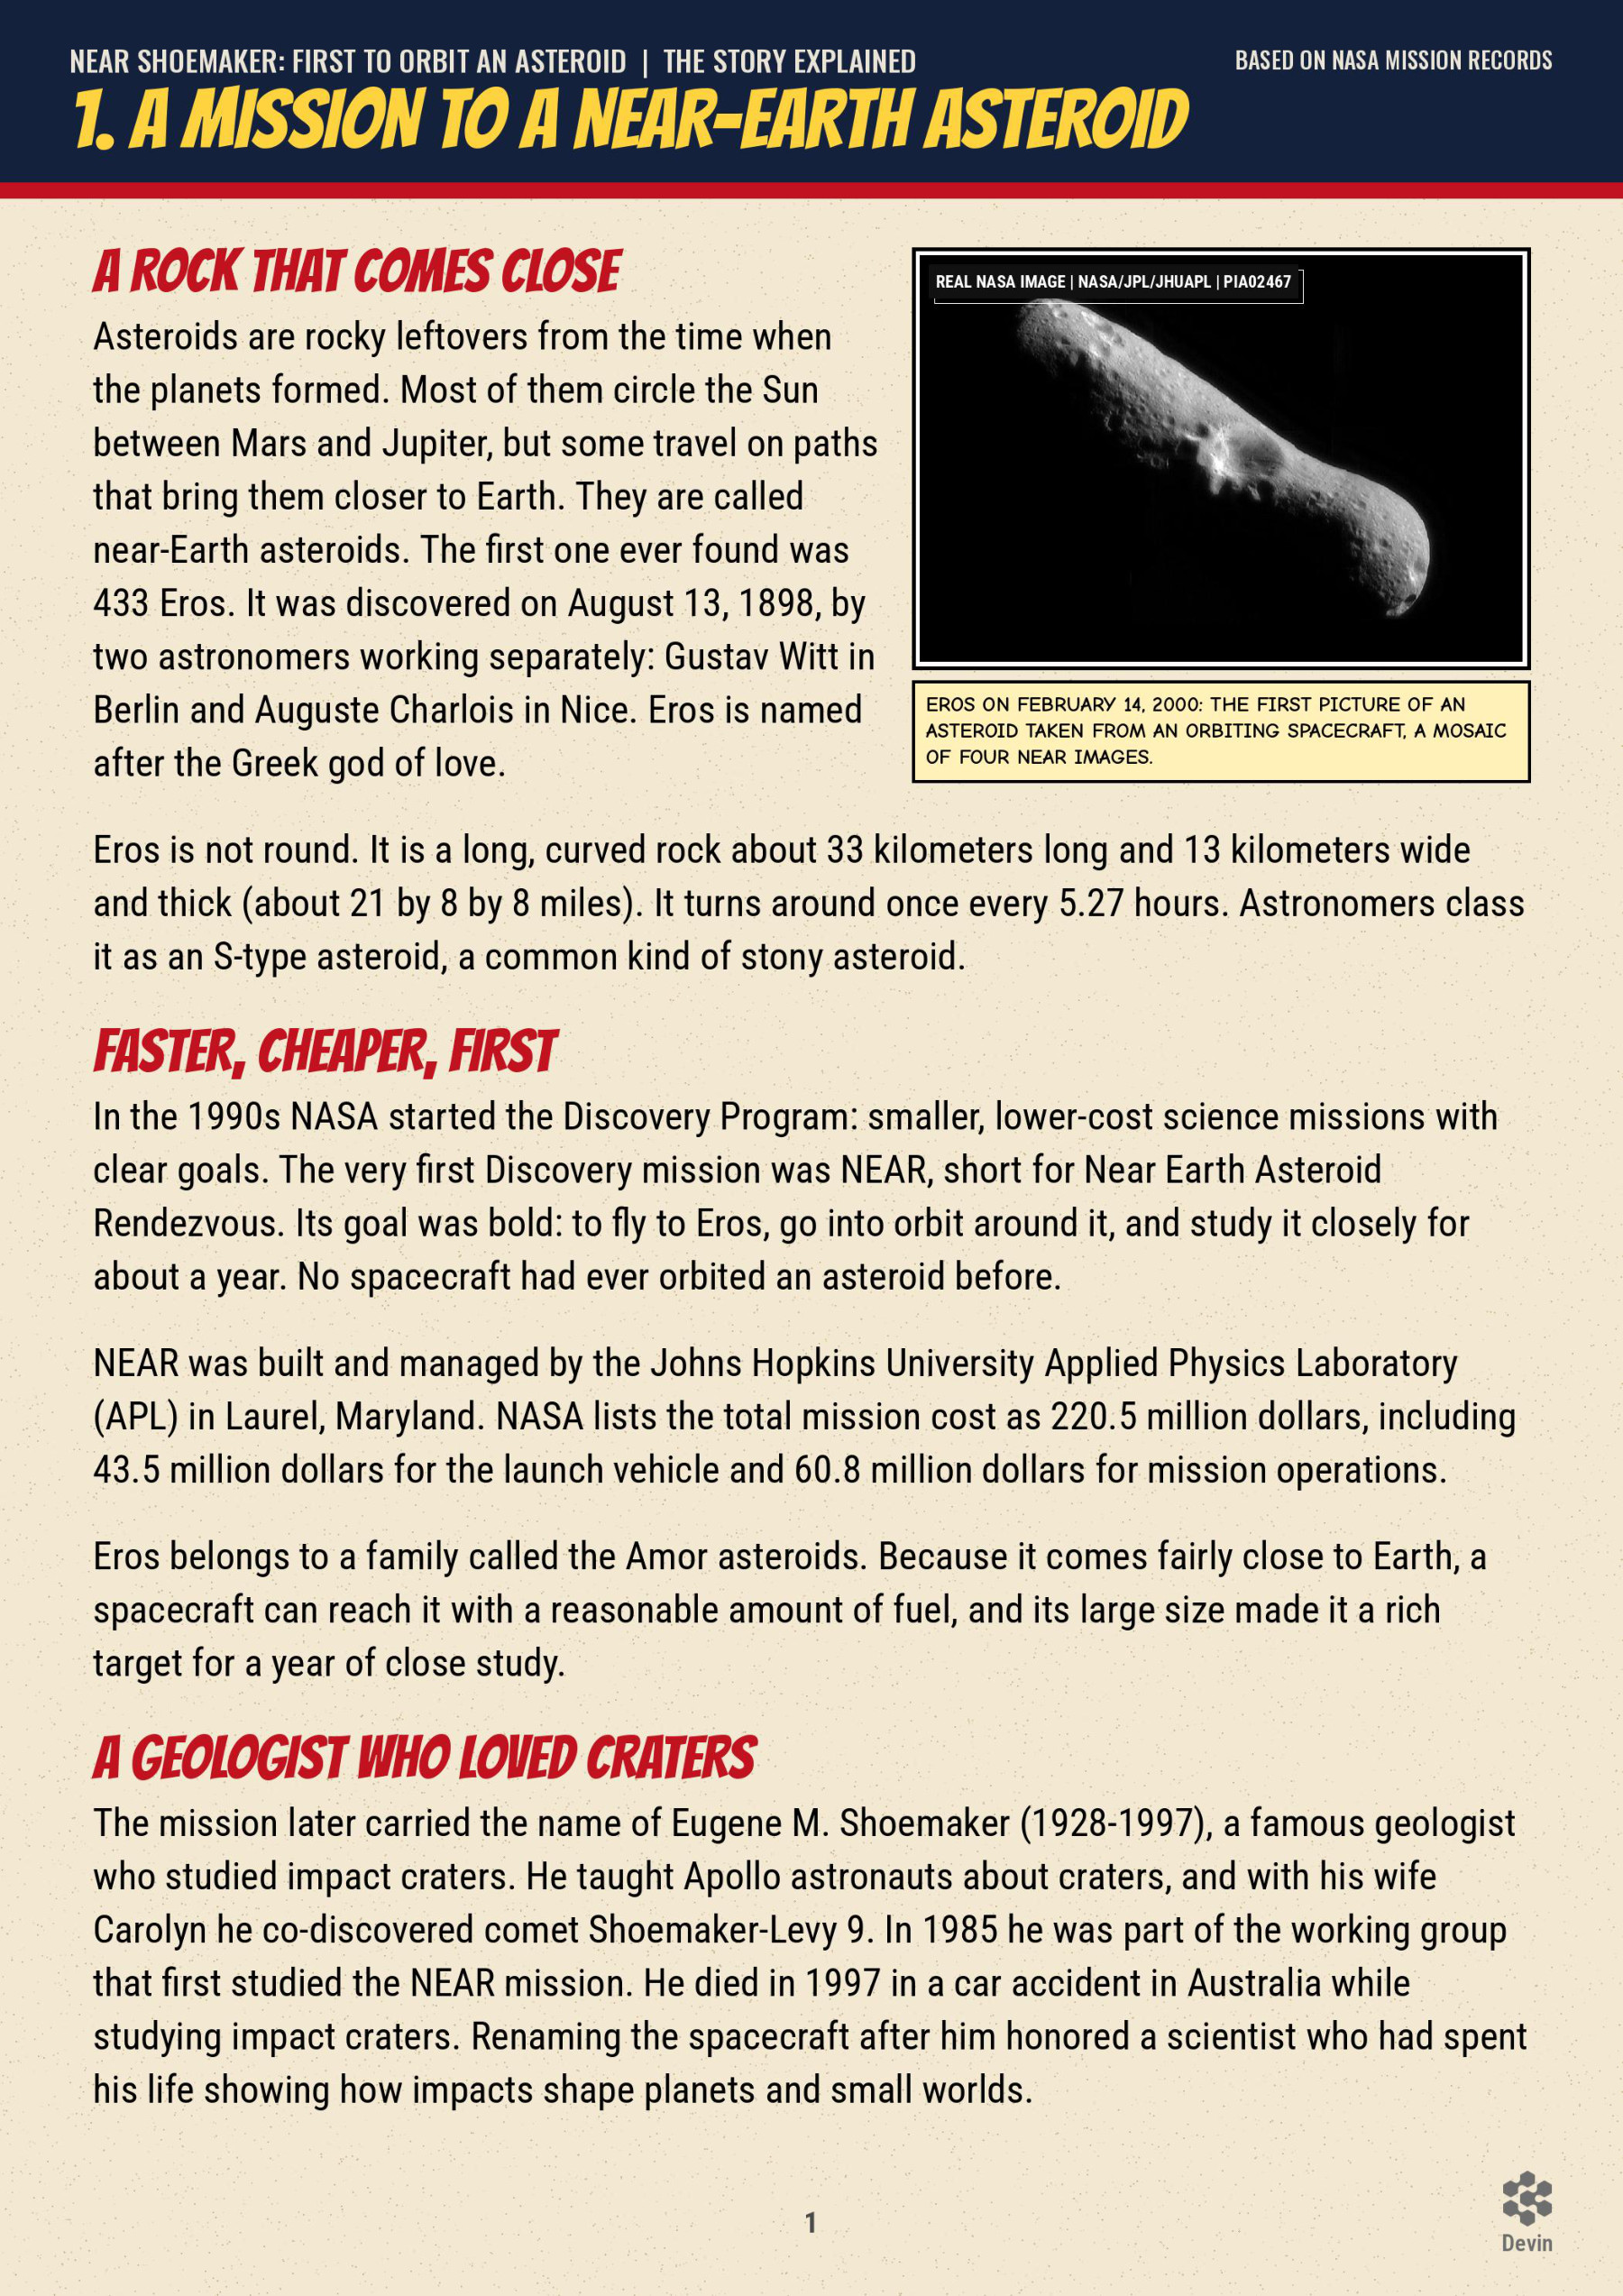 NEAR SHOEMAKER: FIRST TO ORBIT AN ASTEROID | THE STORY EXPLAINED
BASED ON NASA MISSION RECORDS
1. A MISSION TO A NEAR-EARTH ASTEROID
A ROCK THAT COMES CLOSE
Asteroids are rocky leftovers from the time when
the planets formed. Most of them circle the Sun
between Mars and Jupiter, but some travel on paths
that bring them closer to Earth. They are called
near-Earth asteroids. The first one ever found was
433 Eros. It was discovered on August 13, 1898, by
two astronomers working separately: Gustav Witt in
Berlin and Auguste Charlois in Nice. Eros is named
after the Greek god of love.
REAL NASA IMAGE | NASA/JPL/JHUAPL | PIA02467
EROS ON FEBRUARY 14, 2000: THE FIRST PICTURE OF AN
ASTEROID TAKEN FROM AN ORBITING SPACECRAFT, A MOSAIC
OF FOUR NEAR IMAGES.
Eros is not round. It is a long, curved rock about 33 kilometers long and 13 kilometers wide
and thick (about 21 by 8 by 8 miles). It turns around once every 5.27 hours. Astronomers class
it as an S-type asteroid, a common kind of stony asteroid.
FASTER, CHEAPER, FIRST
In the 1990s NASA started the Discovery Program: smaller, lower-cost science missions with
clear goals. The very first Discovery mission was NEAR, short for Near Earth Asteroid
Rendezvous. Its goal was bold: to fly to Eros, go into orbit around it, and study it closely for
about a year. No spacecraft had ever orbited an asteroid before.
NEAR was built and managed by the Johns Hopkins University Applied Physics Laboratory
(APL) in Laurel, Maryland. NASA lists the total mission cost as 220.5 million dollars, including
43.5 million dollars for the launch vehicle and 60.8 million dollars for mission operations.
Eros belongs to a family called the Amor asteroids. Because it comes fairly close to Earth, a
spacecraft can reach it with a reasonable amount of fuel, and its large size made it a rich
target for a year of close study.
A GEOLOGIST WHO LOVED CRATERS
The mission later carried the name of Eugene M. Shoemaker (1928-1997), a famous geologist
who studied impact craters. He taught Apollo astronauts about craters, and with his wife
Carolyn he co-discovered comet Shoemaker-Levy 9. In 1985 he was part of the working group
that first studied the NEAR mission. He died in 1997 in a car accident in Australia while
studying impact craters. Renaming the spacecraft after him honored a scientist who had spent
his life showing how impacts shape planets and small worlds.
1
Devin